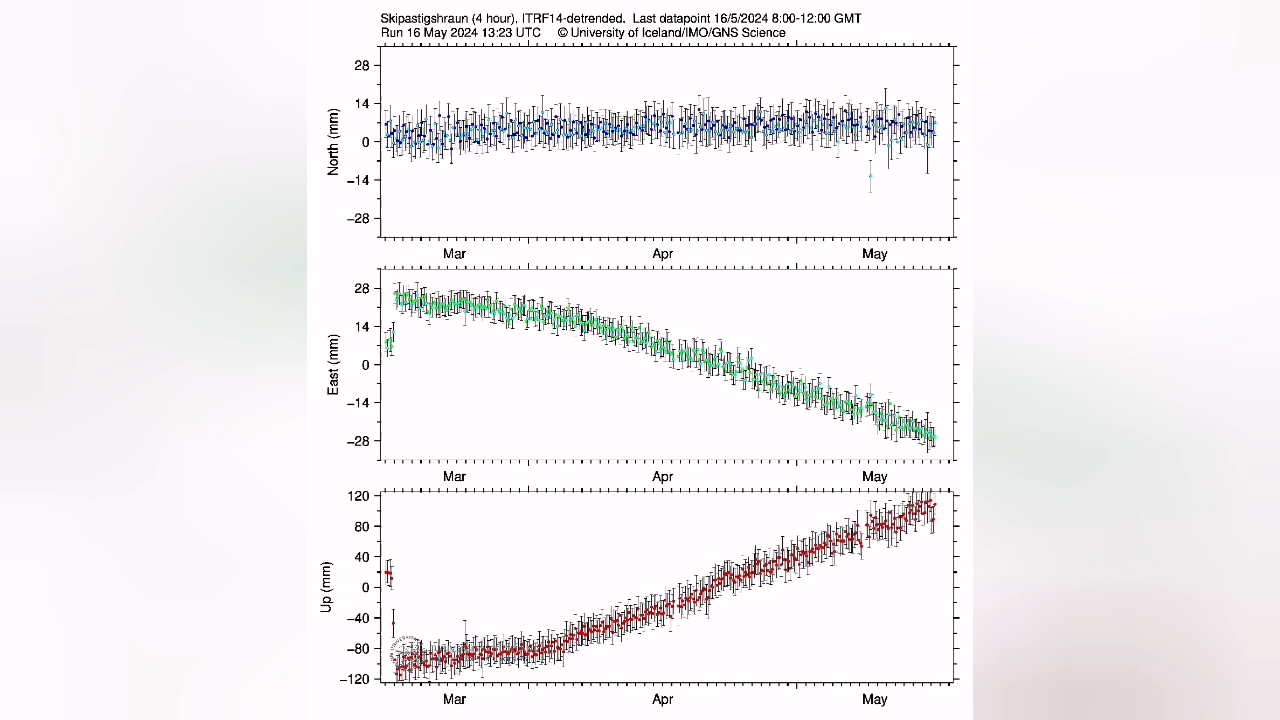 Skipastigshraun (4 hour), ITRF14-detrended. Last datapoint 16/5/2024 8:00-12:00 GMT
Run 16 May 2024 13:23 UTC © University of Iceland/IMO/GNS Science
North (mm)
28
14
0
−14
−28
Mar Apr May
East (mm)
28
14
0
−14
−28
Mar Apr May
Up (mm)
120
80
40
0
−40
−80
−120
Mar Apr May